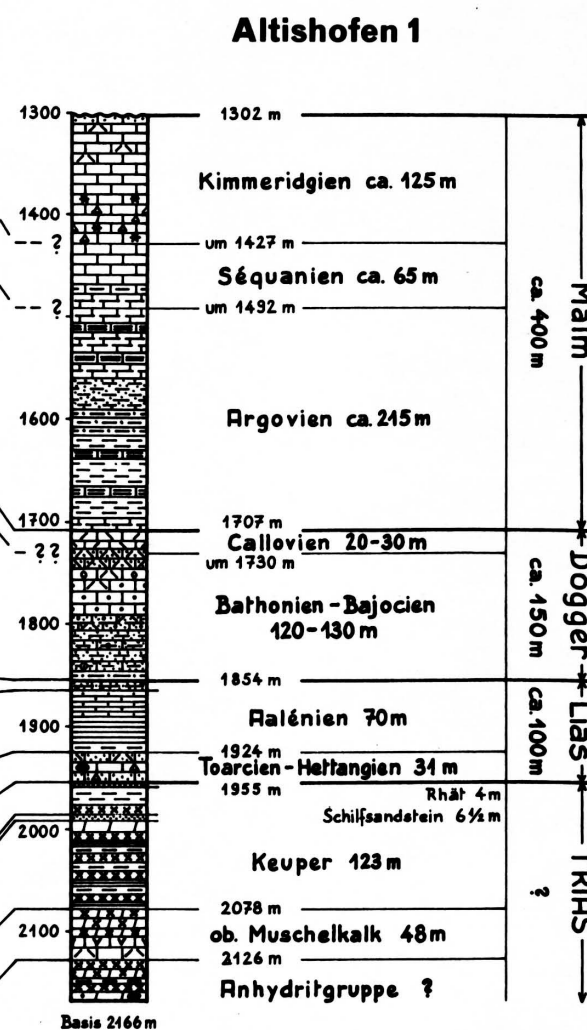 Altishofen 1
1300
1302 m
Kimmeridgien ca. 125 m
1400
-- ?
um 1427 m
Séquanien ca. 65 m
-- ?
um 1492 m
Malm
ca. 400 m
1600
Argovien ca. 215 m
1700
1707 m
Callovien 20-30 m
-- ? ?
um 1730 m
Dogger
ca. 150 m
Bathonien - Bajocien
120-130 m
1800
1854 m
Lias
ca. 100 m
Aalénien 70 m
1900
1924 m
Toarcien - Hettangien 31 m
1955 m
Rhät 4 m
Schilfsandstein 6 ½ m
2000
TRIAS
?
Keuper 123 m
2078 m
2100
ob. Muschelkalk 48 m
2126 m
Anhydritgruppe ?
Basis 2166 m